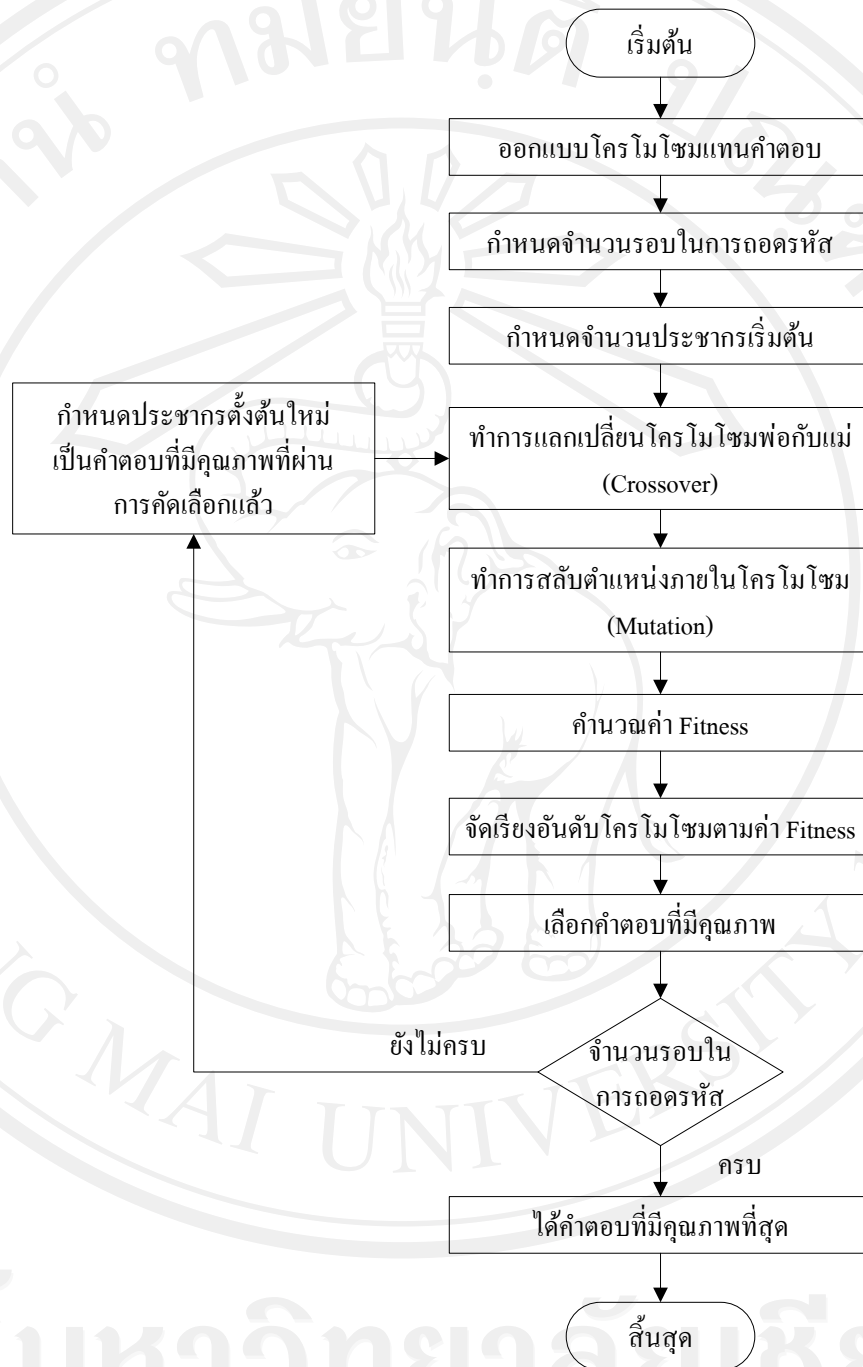 เริ่มต้น
ออกแบบโครโมโซมแทนคำตอบ
กำหนดจำนวนรอบในการถอดรหัส
กำหนดจำนวนประชากรเริ่มต้น
กำหนดประชากรตั้งต้นใหม่
เป็นคำตอบที่มีคุณภาพที่ผ่าน
การคัดเลือกแล้ว
ทำการแลกเปลี่ยนโครโมโซมพ่อกับแม่
(Crossover)
ทำการสลับตำแหน่งภายในโครโมโซม
(Mutation)
คำนวณค่า Fitness
จัดเรียงอันดับโครโมโซมตามค่า Fitness
เลือกคำตอบที่มีคุณภาพ
ยังไม่ครบ
จำนวนรอบใน
การถอดรหัส
ครบ
ได้คำตอบที่มีคุณภาพที่สุด
สิ้นสุด
NG MAI UNIVERSITY